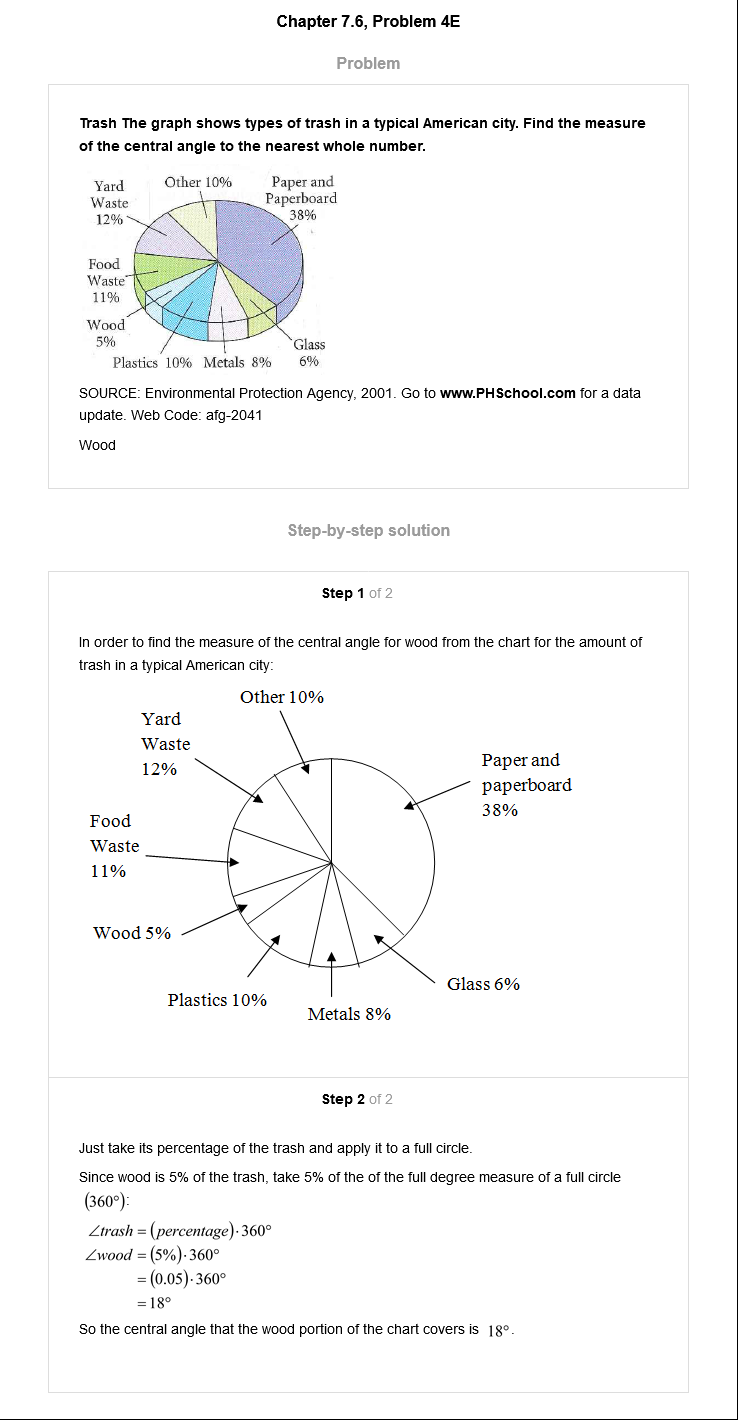 Chapter 7.6, Problem 4E
Problem
Trash The graph shows types of trash in a typical American city. Find the measure
of the central angle to the nearest whole number.
Yard
Waste
12%
Other 10%
Paper and
Paperboard
38%
Food
Waste
11%
Wood
5%
Plastics 10%
Metals 8%
Glass
6%
SOURCE: Environmental Protection Agency, 2001. Go to www.PHSchool.com for a data
update. Web Code: afg-2041
Wood
Step-by-step solution
Step 1 of 2
In order to find the measure of the central angle for wood from the chart for the amount of
trash in a typical American city:
Other 10%
Yard
Waste
12%
Paper and
paperboard
38%
Food
Waste
11%
Wood 5%
Plastics 10%
Metals 8%
Glass 6%
Step 2 of 2
Just take its percentage of the trash and apply it to a full circle.
Since wood is 5% of the trash, take 5% of the of the full degree measure of a full circle
(360°):
∠trash = (percentage)·360°
∠wood = (5%)·360°
= (0.05)·360°
= 18°
So the central angle that the wood portion of the chart covers is 18°.